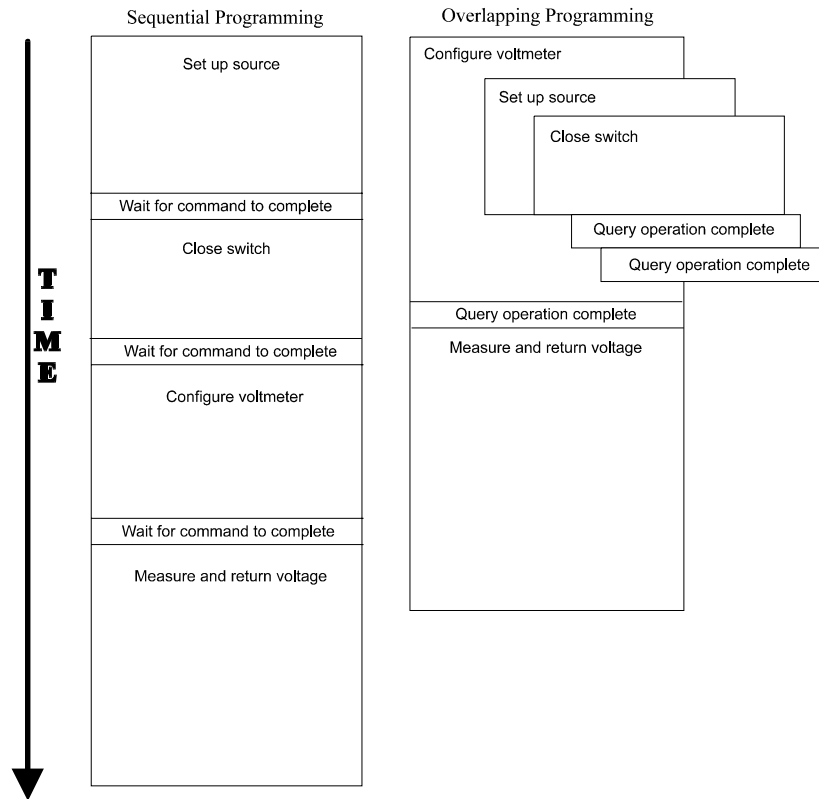 Sequential Programming
Overlapping Programming
TIME
Set up source
Wait for command to complete
Close switch
Wait for command to complete
Configure voltmeter
Wait for command to complete
Measure and return voltage
Configure voltmeter
Set up source
Close switch
Query operation complete
Query operation complete
Query operation complete
Measure and return voltage